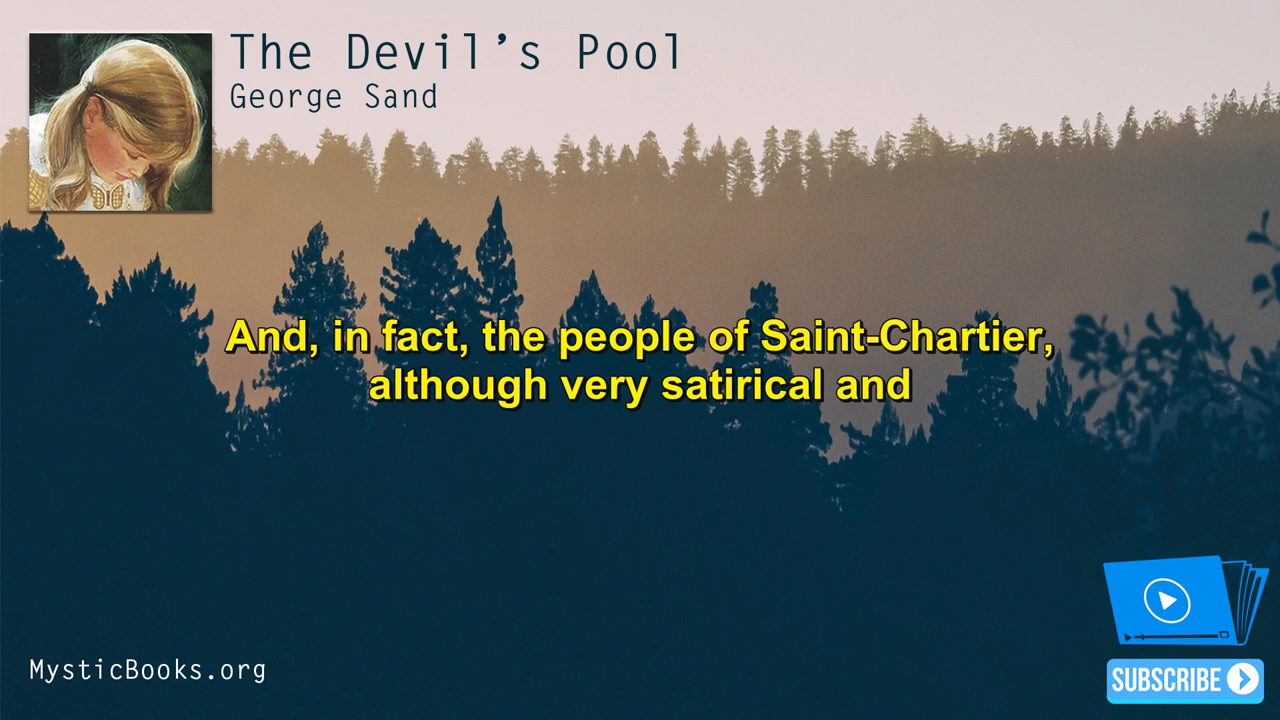 The Devil's Pool
George Sand
And, in fact, the people of Saint-Chartier,
although very satirical and
MysticBooks.org
SUBSCRIBE